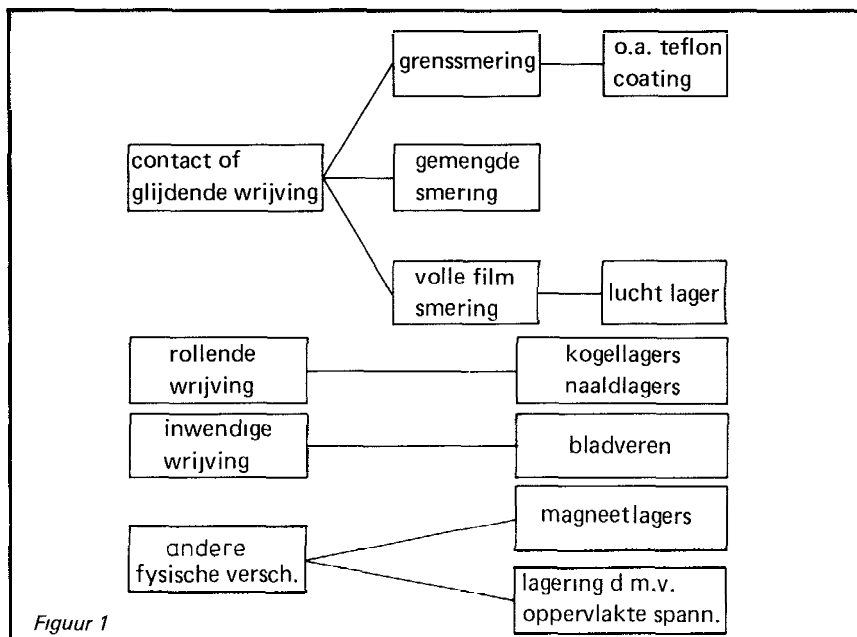 grenssmering
o.a. teflon
coating
contact of
glijdende wrijving
gemengde
smering
volle film
smering
lucht lager
rollende
wrijving
kogellagers
naaldlagers
inwendige
wrijving
bladveren
magneetlagers
andere
fysische versch.
lagering d m.v.
oppervlakte spann.
Figuur 1